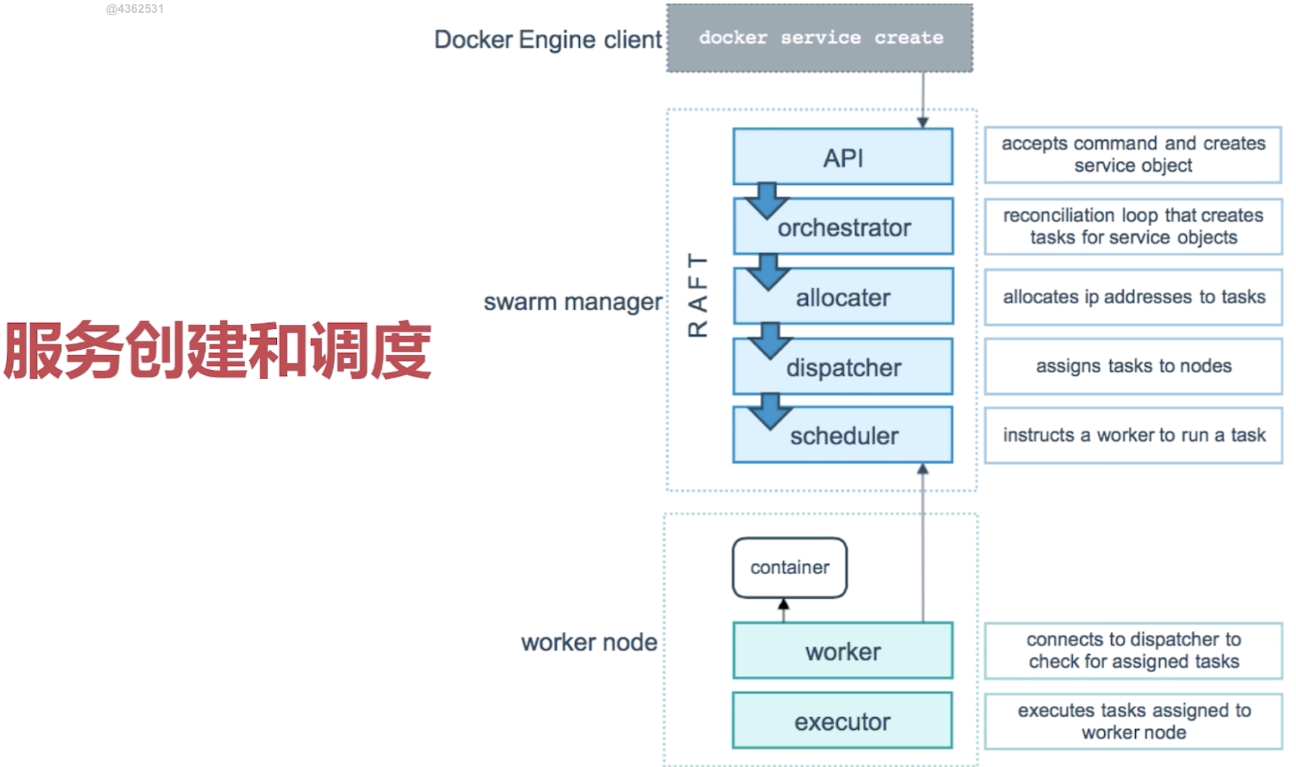 @4362531
Docker Engine client
docker service create
API
accepts command and creates
service object
orchestrator
reconciliation loop that creates
tasks for service objects
swarm manager
RAFT
allocater
allocates ip addresses to tasks
服务创建和调度
dispatcher
assigns tasks to nodes
scheduler
instructs a worker to run a task
container
worker node
worker
connects to dispatcher to
check for assigned tasks
executor
executes tasks assigned to
worker node